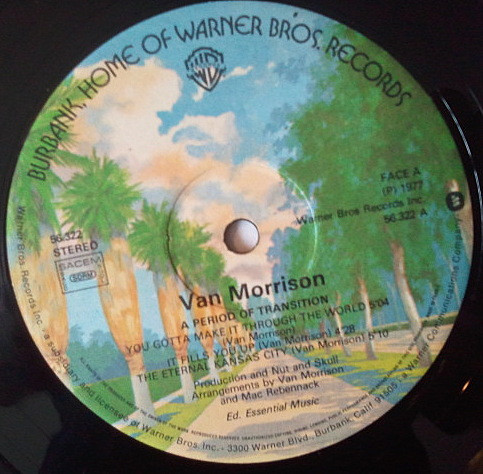 BURBANK, HOME OF WARNER BROS. RECORDS
WB
FACE A
(P) 1977
Warner Bros Records Inc.
56.322 A
56.322
STEREO
SACEM
SDRM
Van Morrison
A PERIOD OF TRANSITION
YOU GOTTA MAKE IT THROUGH THE WORLD 5'04
(Van Morrison)
IT FILLS YOU UP (Van Morrison) 4'28
THE ETERNAL KANSAS CITY (Van Morrison) 5'10
Production and Nut and Skull
Arrangements by Van Morrison
and Mac Rebennack
Ed. Essential Music
Warner Bros Records Inc - a subsidiary and licensee of Warner Bros. Inc. - 3300 Warner Blvd., Burbank, Calif. 91505 - a Warner Communications Company